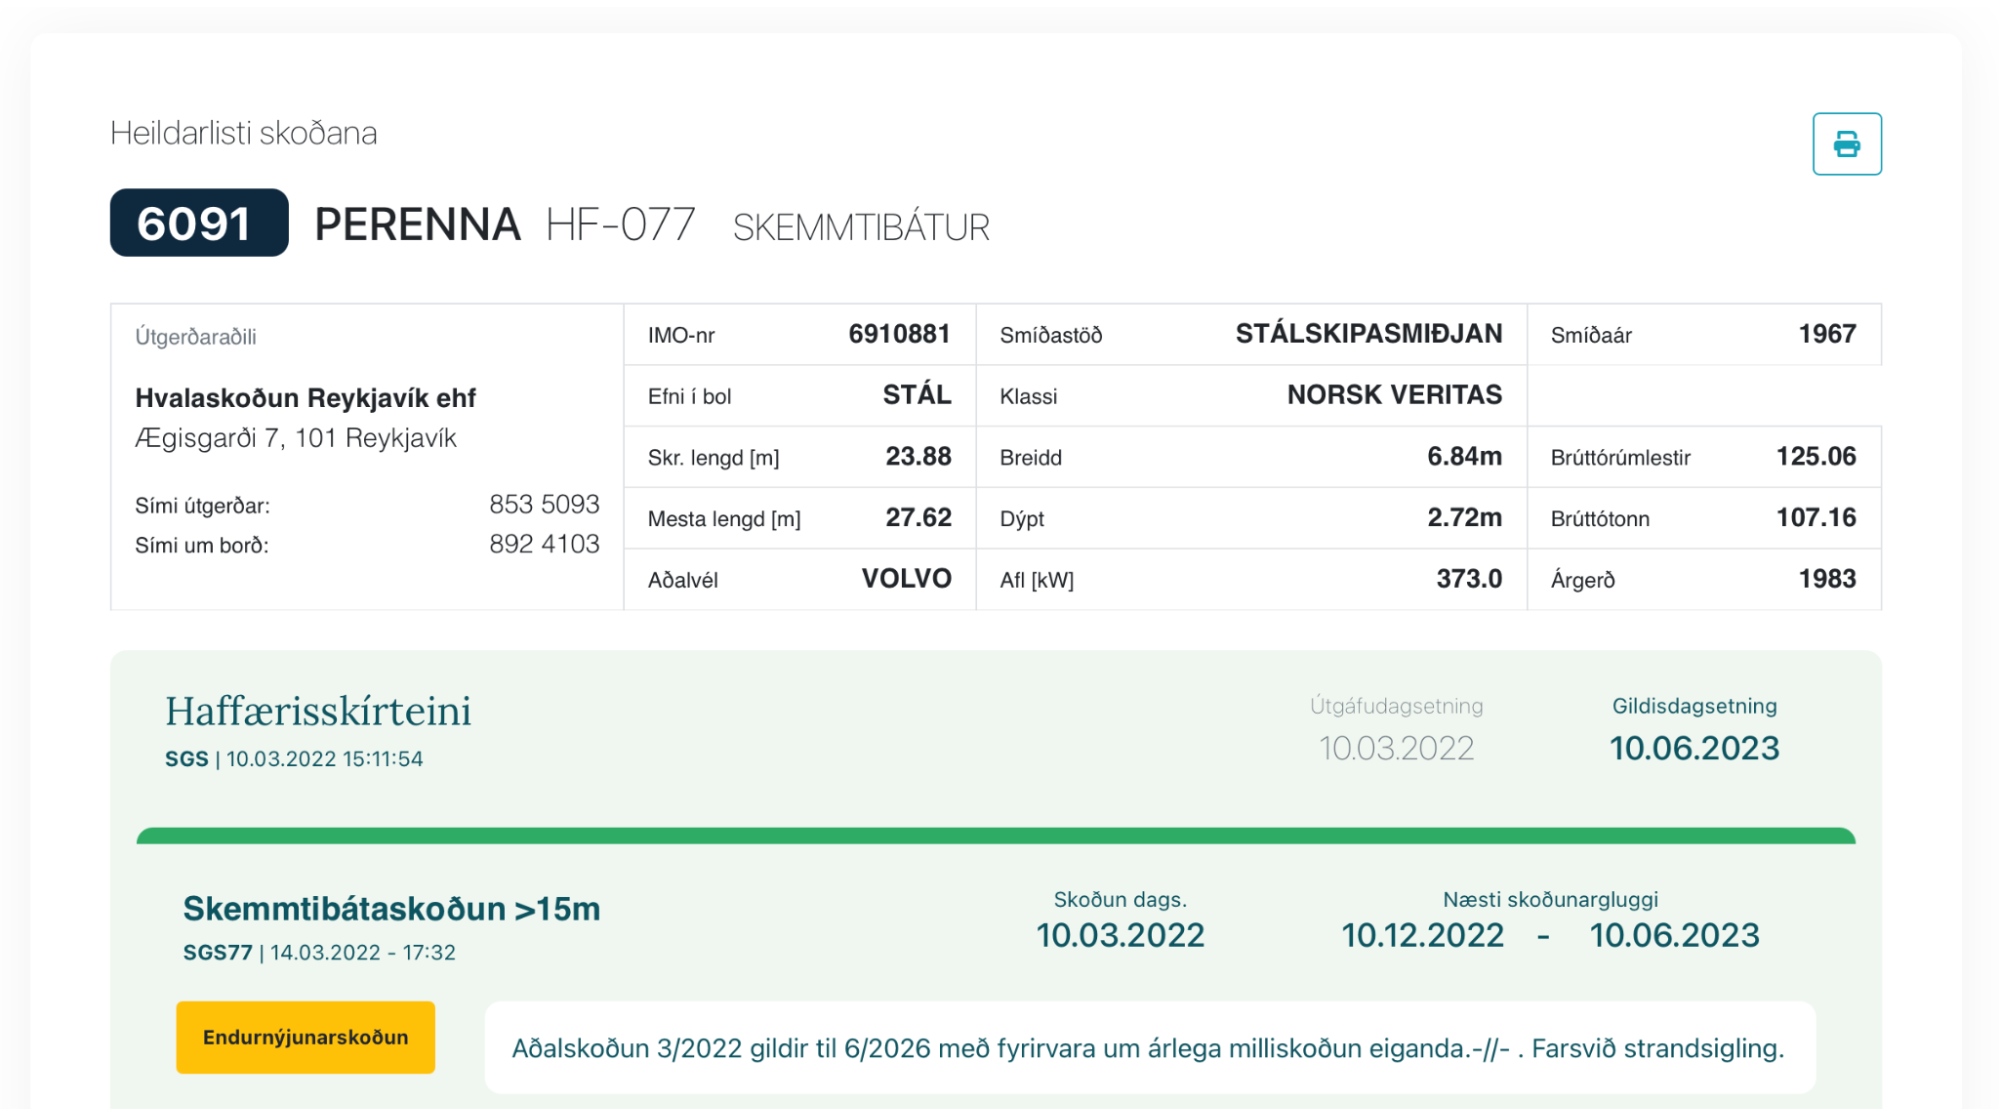 Heildarlisti skoðana
6091 PERENNA HF-077 SKEMMTIBÁTUR
Útgerðaraðili
Hvalaskoðun Reykjavík ehf
Ægisgarði 7, 101 Reykjavík
Sími útgerðar: 853 5093
Sími um borð: 892 4103
IMO-nr 6910881 Smíðastöð STÁLSKIPASMIÐJAN Smíðaár 1967
Efni í bol STÁL Klassi NORSK VERITAS
Skr. lengd [m] 23.88 Breidd 6.84m Brúttórúmlestir 125.06
Mesta lengd [m] 27.62 Dýpt 2.72m Brúttótonn 107.16
Aðalvél VOLVO Afl [kW] 373.0 Árgerð 1983
Haffærisskírteini
SGS | 10.03.2022 15:11:54
Útgáfudagsetning
10.03.2022
Gildisdagsetning
10.06.2023
Skemmtibátaskoðun >15m
SGS77 | 14.03.2022 - 17:32
Skoðun dags.
10.03.2022
Næsti skoðunargluggi
10.12.2022 - 10.06.2023
Endurnýjunarskoðun
Aðalskoðun 3/2022 gildir til 6/2026 með fyrirvara um árlega milliskoðun eiganda.-//- . Farsvið strandsigling.